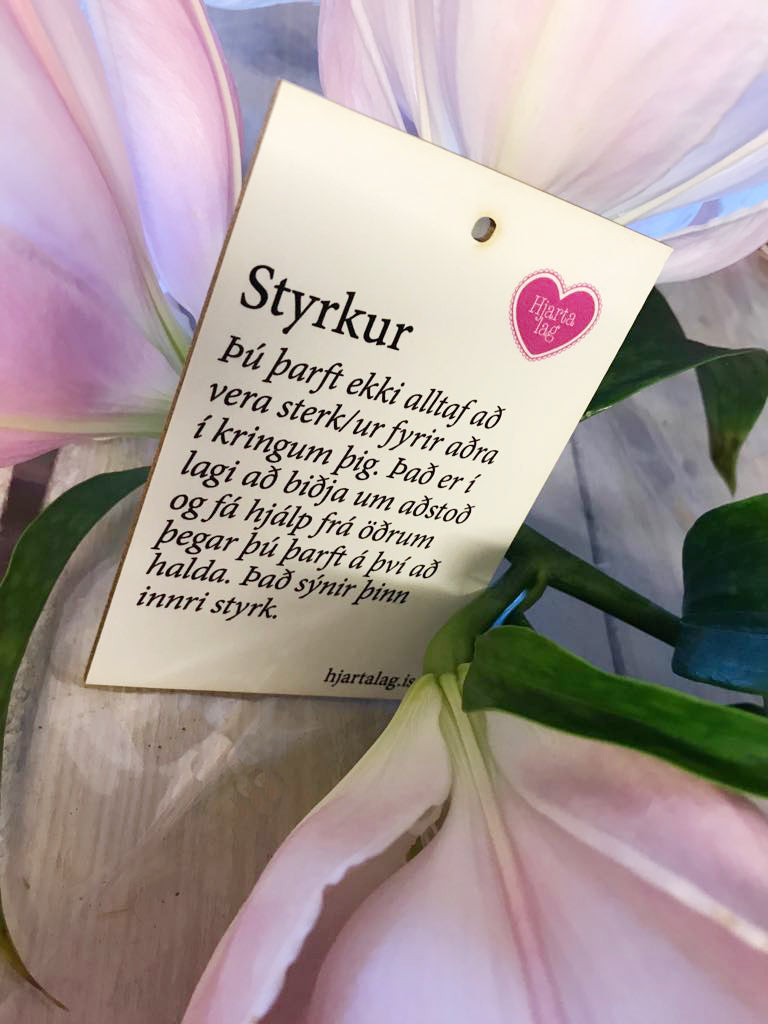 Styrkur
Hjarta
lag
Þú þarft ekki alltaf að
vera sterk/ur fyrir aðra
í kringum þig. Það er í
lagi að biðja um aðstoð
og fá hjálp frá öðrum
þegar þú þarft á því að
halda. Það sýnir þinn
innri styrk.
hjartalag.is